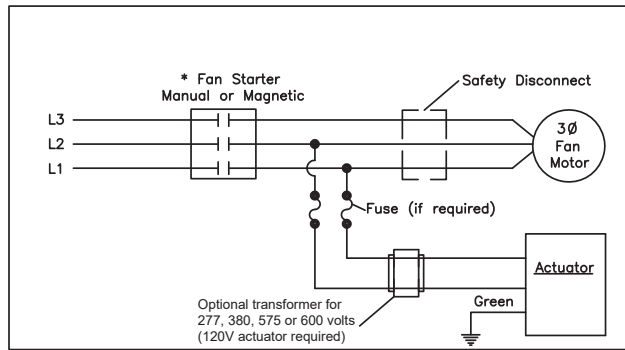 * Fan Starter
Manual or Magnetic
Safety Disconnect
L3
L2
L1
3Ø
Fan
Motor
Fuse (if required)
Actuator
Green
Optional transformer for
277, 380, 575 or 600 volts
(120V actuator required)